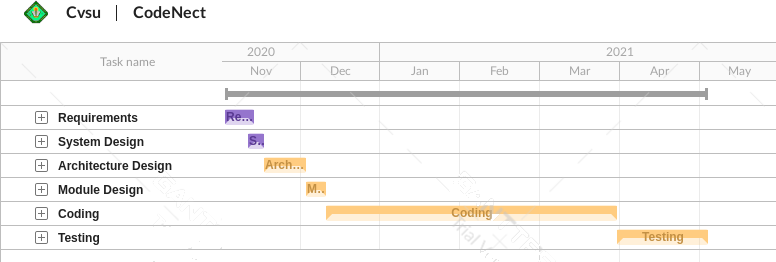 Cvsu | CodeNect
2020 2021
Task name
Nov Dec Jan Feb Mar Apr May
Requirements Re...
System Design S...
Architecture Design Arch...
Module Design M...
Coding Coding
Testing Testing